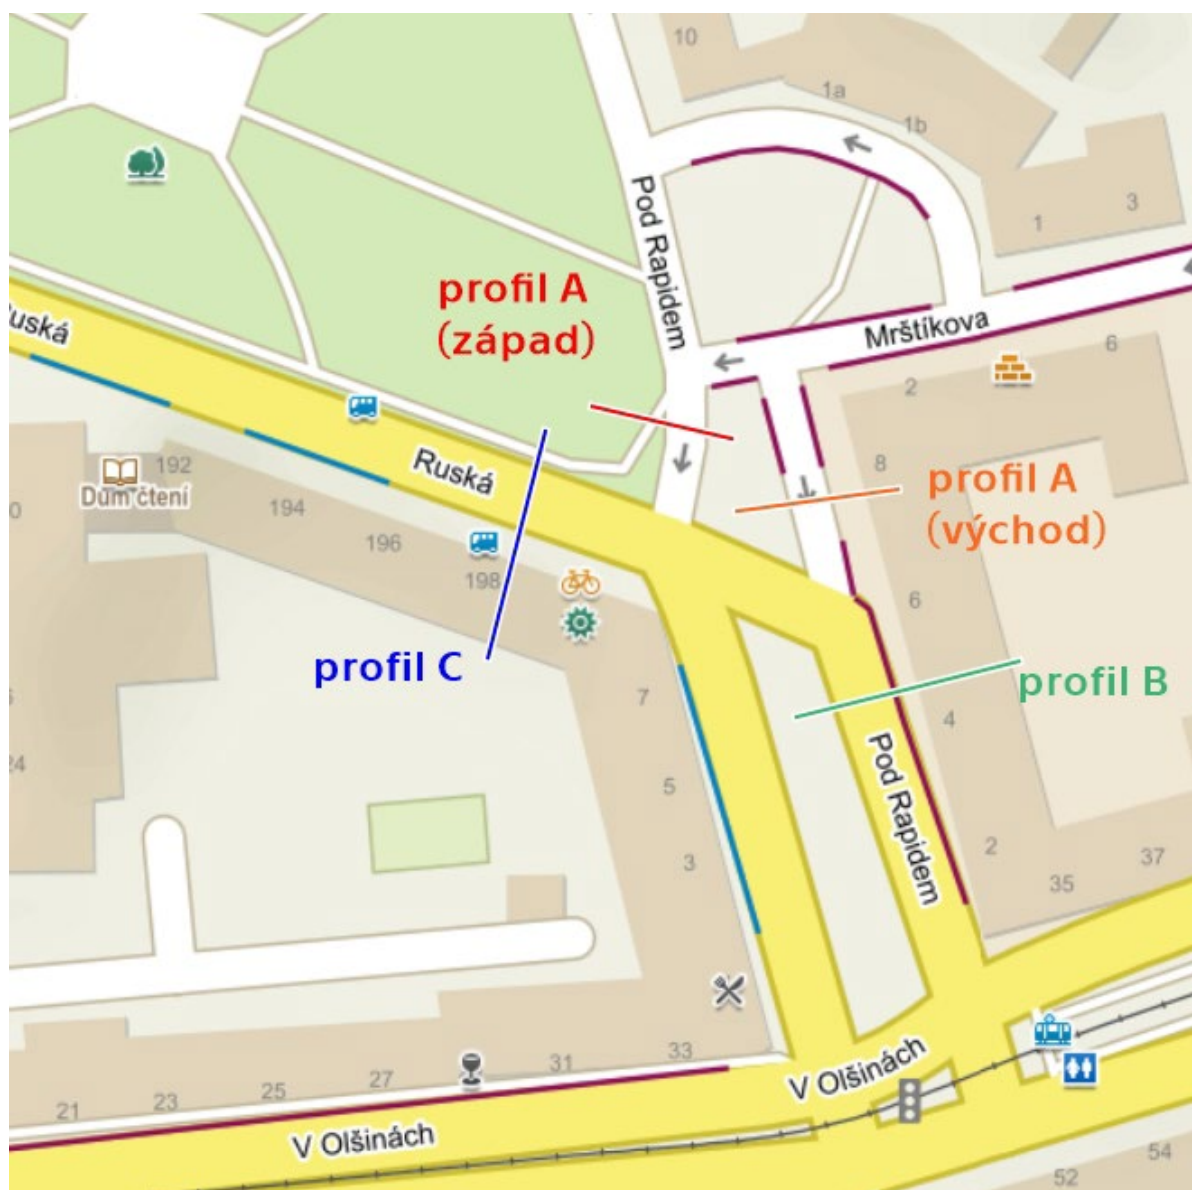 10
1a
1b
3
1
Pod Rapidem
profil A
(západ)
uská
Mrštíkova
6
2
192
Dům čtení
0
194
196
198
Ruská
8
profil A
(východ)
6
profil C
profil B
7
4
24
5
3
Pod Rapidem
2
37
35
33
31
27
25
23
21
V Olšinách
V Olšinách
54
52